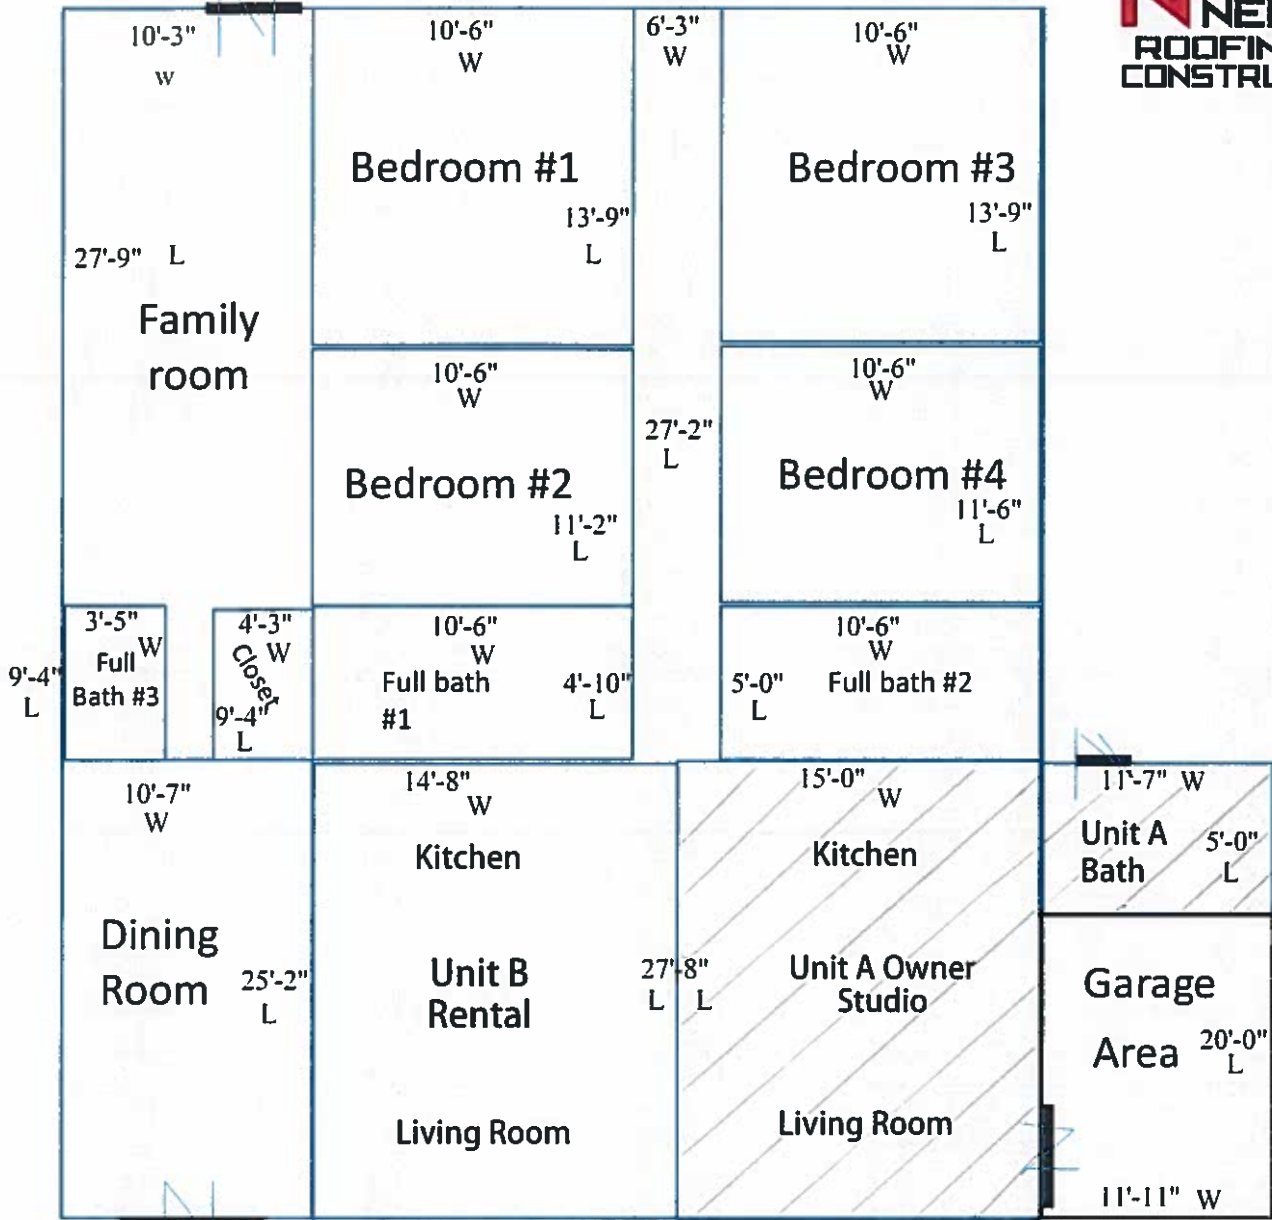 10'-3"
W
10'-6"
W
6'-3"
W
10'-6"
W
ROOFIN
CONSTRU
Bedroom #1
13'-9"
L
Bedroom #3
13'-9"
L
27'-9" L
Family
room
10'-6"
W
Bedroom #2
11'-2"
L
27'-2"
L
10'-6"
W
Bedroom #4
11'-6"
L
9'-4"
L
3'-5"
W
Full
Bath #3
4'-3"
W
Closet
9'-4"
L
10'-6"
W
Full bath
#1
4'-10"
L
10'-6"
W
5'-0"
L
Full bath #2
10'-7"
W
Dining
Room
25'-2"
L
14'-8"
W
Kitchen
Unit B
Rental
Living Room
27'-8"
L L
15'-0"
W
Kitchen
Unit A Owner
Studio
Living Room
11'-7" W
Unit A
Bath
5'-0"
L
Garage
Area
20'-0"
L
11'-11" W